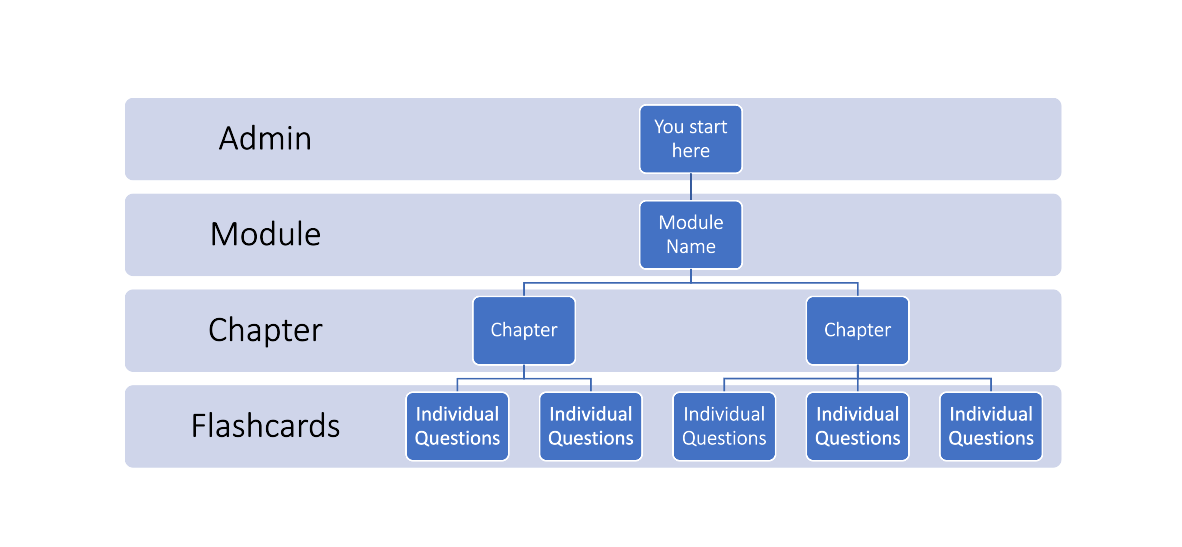 Admin
You start
here
Module
Module
Name
Chapter
Chapter
Chapter
Flashcards
Individual
Questions
Individual
Questions
Individual
Questions
Individual
Questions
Individual
Questions